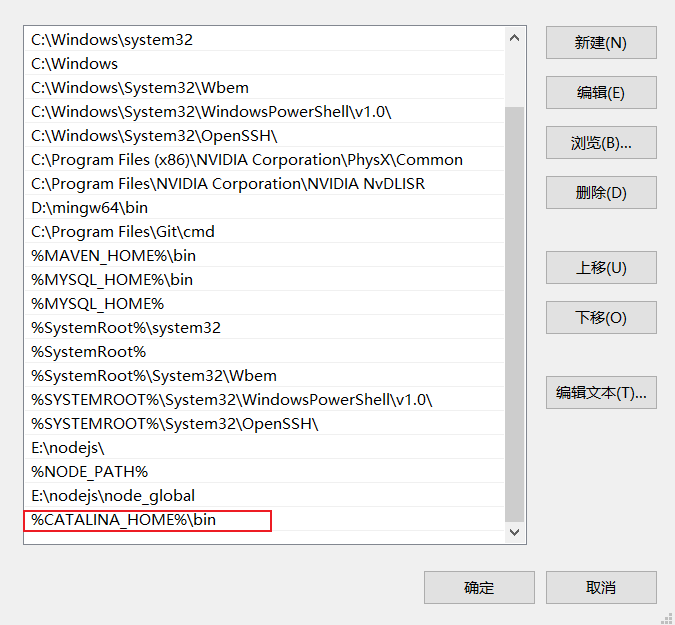 C:\Windows\system32
C:\Windows
C:\Windows\System32\Wbem
C:\Windows\System32\WindowsPowerShell\v1.0\
C:\Windows\System32\OpenSSH\
C:\Program Files (x86)\NVIDIA Corporation\PhysX\Common
C:\Program Files\NVIDIA Corporation\NVIDIA NvDLISR
D:\mingw64\bin
C:\Program Files\Git\cmd
%MAVEN_HOME%\bin
%MYSQL_HOME%\bin
%MYSQL_HOME%
%SystemRoot%\system32
%SystemRoot%
%SystemRoot%\System32\Wbem
%SYSTEMROOT%\System32\WindowsPowerShell\v1.0\
%SYSTEMROOT%\System32\OpenSSH\
E:\nodejs\
%NODE_PATH%
E:\nodejs\node_global
%CATALINA_HOME%\bin
新建(N)
编辑(E)
浏览(B)...
删除(D)
上移(U)
下移(O)
编辑文本(T)...
确定
取消